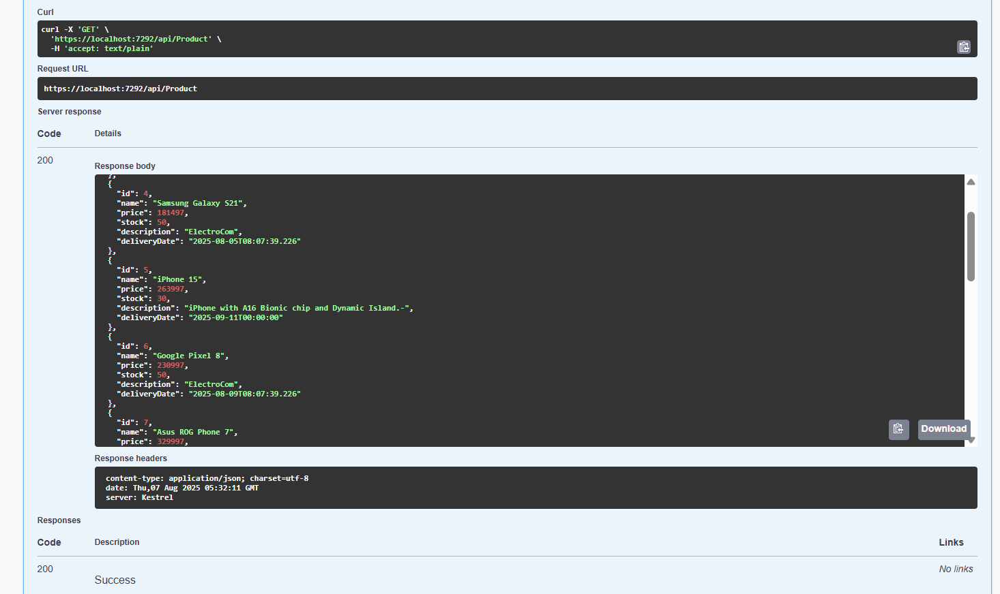 Curl
curl -X 'GET' \
'https://localhost:7292/api/Product' \
-H 'accept: text/plain'
Request URL
https://localhost:7292/api/Product
Server response
Code Details
200
Response body
},
{
"id": 4,
"name": "Samsung Galaxy S21",
"price": 181497,
"stock": 50,
"description": "ElectroCom",
"deliveryDate": "2025-08-05T08:07:39.226"
},
{
"id": 5,
"name": "iPhone 15",
"price": 263997,
"stock": 30,
"description": "iPhone with A16 Bionic chip and Dynamic Island.-",
"deliveryDate": "2025-09-11T00:00:00"
},
{
"id": 6,
"name": "Google Pixel 8",
"price": 230997,
"stock": 50,
"description": "ElectroCom",
"deliveryDate": "2025-08-09T08:07:39.226"
},
{
"id": 7,
"name": "Asus ROG Phone 7",
"price": 329997,
Download
Response headers
content-type: application/json; charset=utf-8
date: Thu,07 Aug 2025 05:32:11 GMT
server: Kestrel
Responses
Code Description Links
200 No links
Success